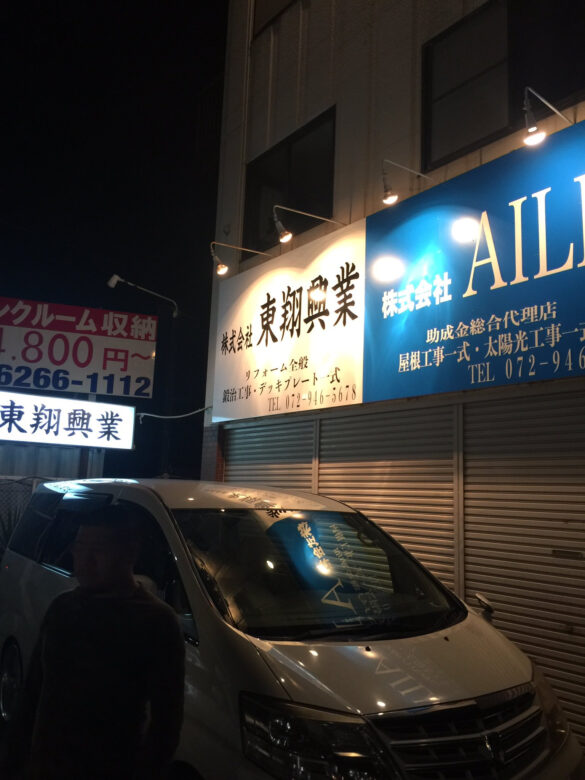 ンクルーム収納
4,800円～
6266-1112
東翔興業
株式会社 東翔興業
リフォーム全般
鍛治工事・デッキプレート一式
TEL 072-946-5678
株式会社 AIL
助成金総合代理店
屋根工事一式・太陽光工事一式
TEL 072-946